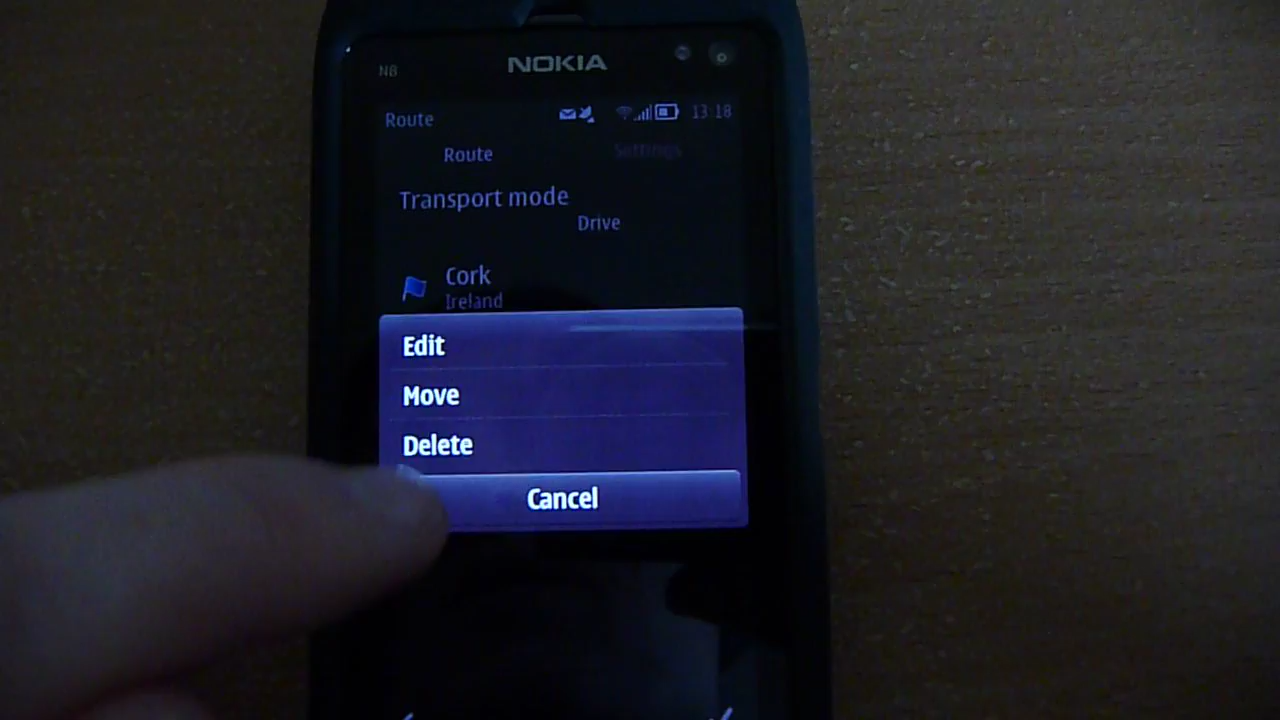 N8
NOKIA
Route
13:18
Route
Settings
Transport mode
Drive
Cork
Ireland
Edit
Move
Delete
Cancel